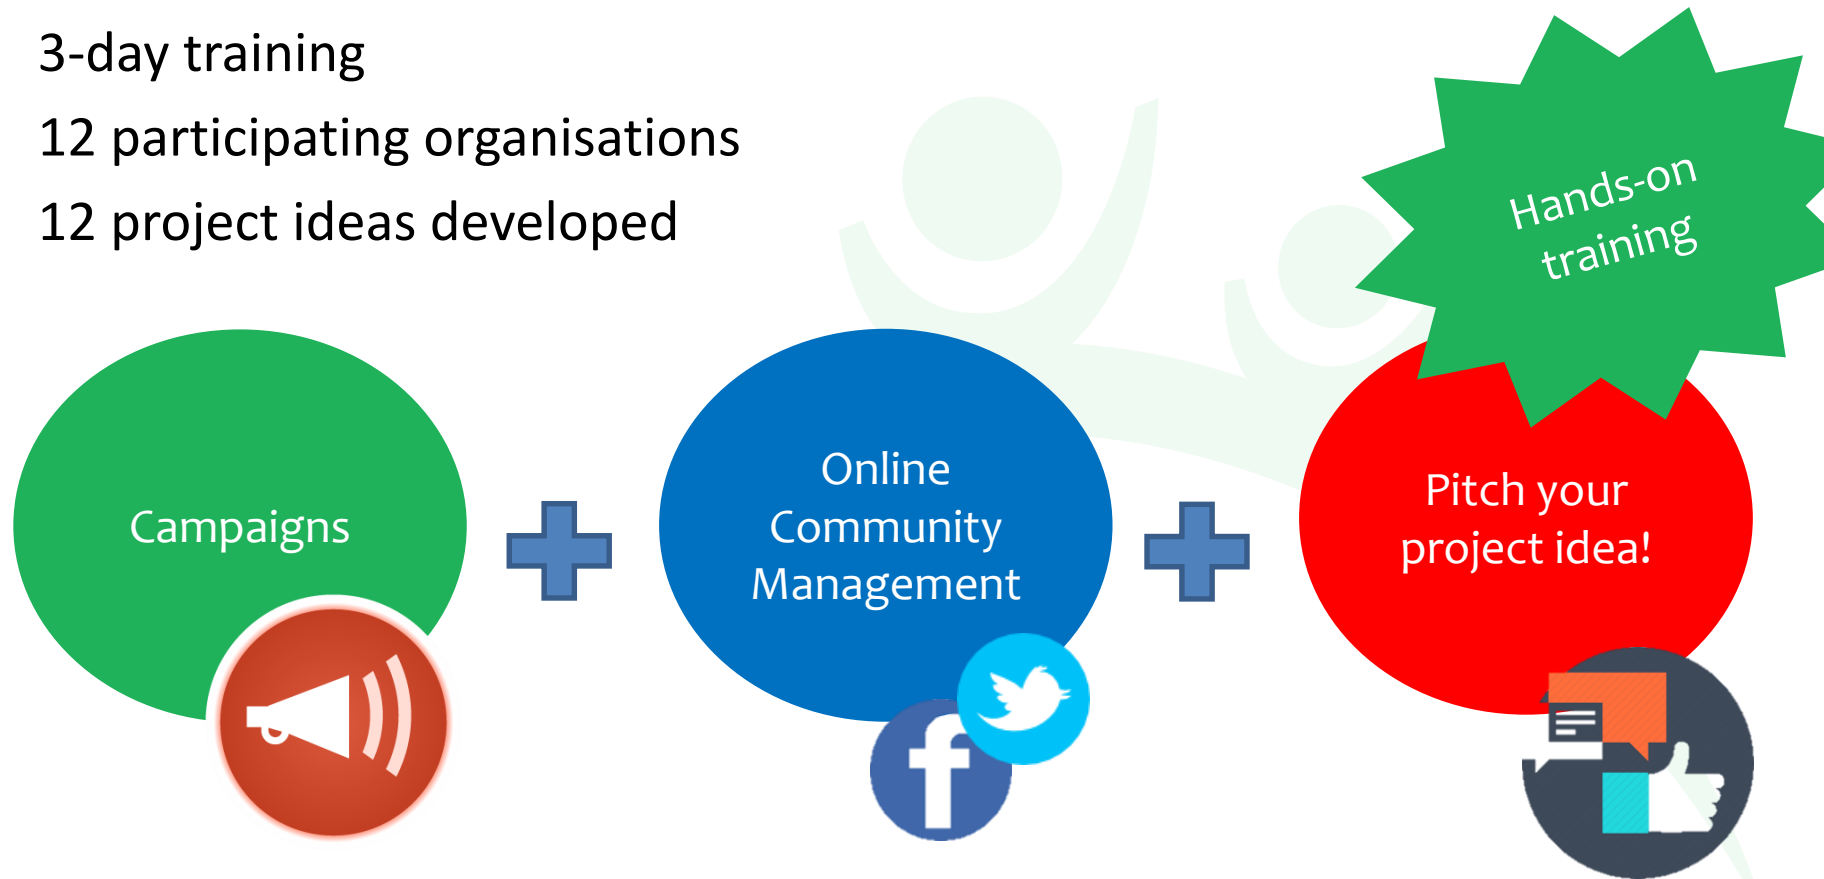 3-day training
12 participating organisations
12 project ideas developed
Hands-on
training
Campaigns
Online
Community
Management
Pitch your
project idea!